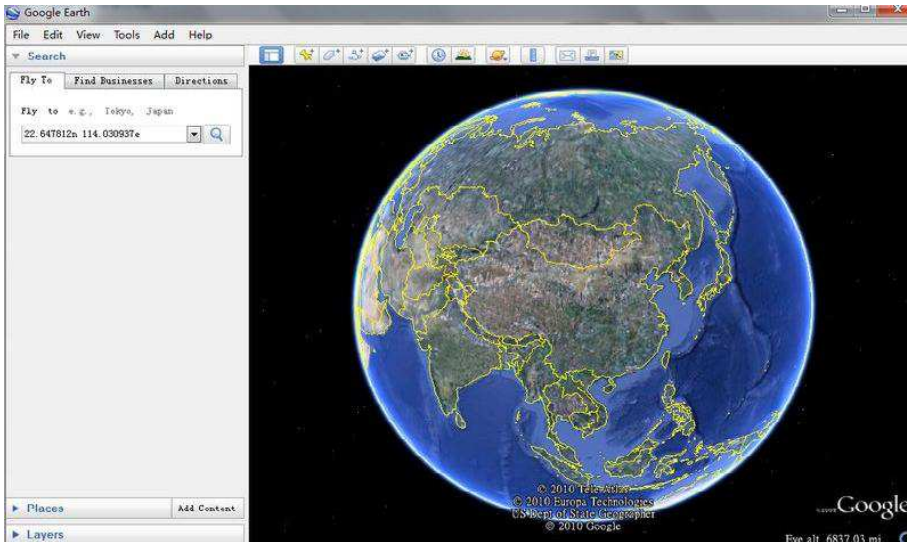 Google Earth
File Edit View Tools Add Help
Search
Fly To Find Businesses Directions
Fly to e.g., Tokyo, Japan
22.647812n 114.030937e
© 2010 Tele Atlas
© 2010 Europa Technologies
US Dept of State Geographer
© 2010 Google
Google
Places Add Content
Layers
Eye alt 6837.03 mi